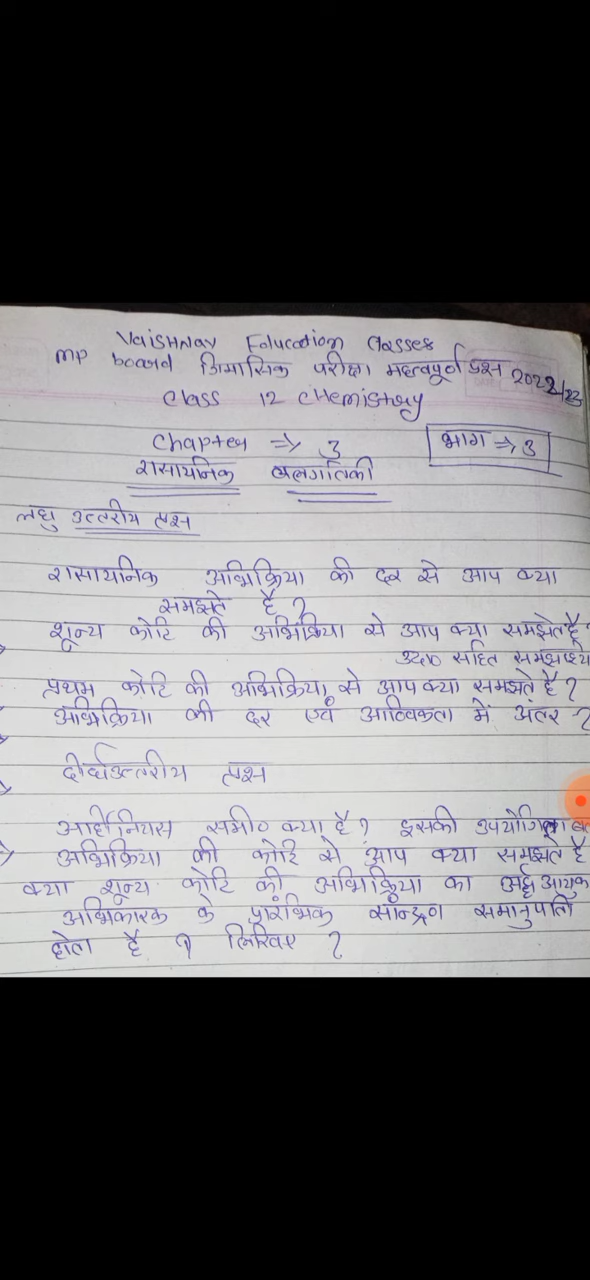 Vaishnav Education Classes
MP board त्रिमासिक परीक्षा महत्वपूर्ण प्रश्न 2022/23
Class 12 Chemistry
Chapter ⇒ 3
भाग ⇒ 3
रासायनिक बलगतिकी
लघु उत्तरीय प्रश्न
रासायनिक अभिक्रिया की दर से आप क्या
समझते है ?
शून्य कोटि की अभिक्रिया से आप क्या समझते है ?
उदा० सहित समझाइये
प्रथम कोटि की अभिक्रिया से आप क्या समझते है ?
अभिक्रिया की दर एवं आण्विकता में अंतर ?
दीर्घउत्तरीय प्रश्न
आर्हेनियस समी० क्या है ? इसकी उपयोगिता
अभिक्रिया की कोटि से आप क्या समझते है
क्या शून्य कोटि की अभिक्रिया का अर्द्ध आयुक
अभिकारक के प्रारंभिक सान्द्रण समानुपाति
होता है ? लिखिए ?